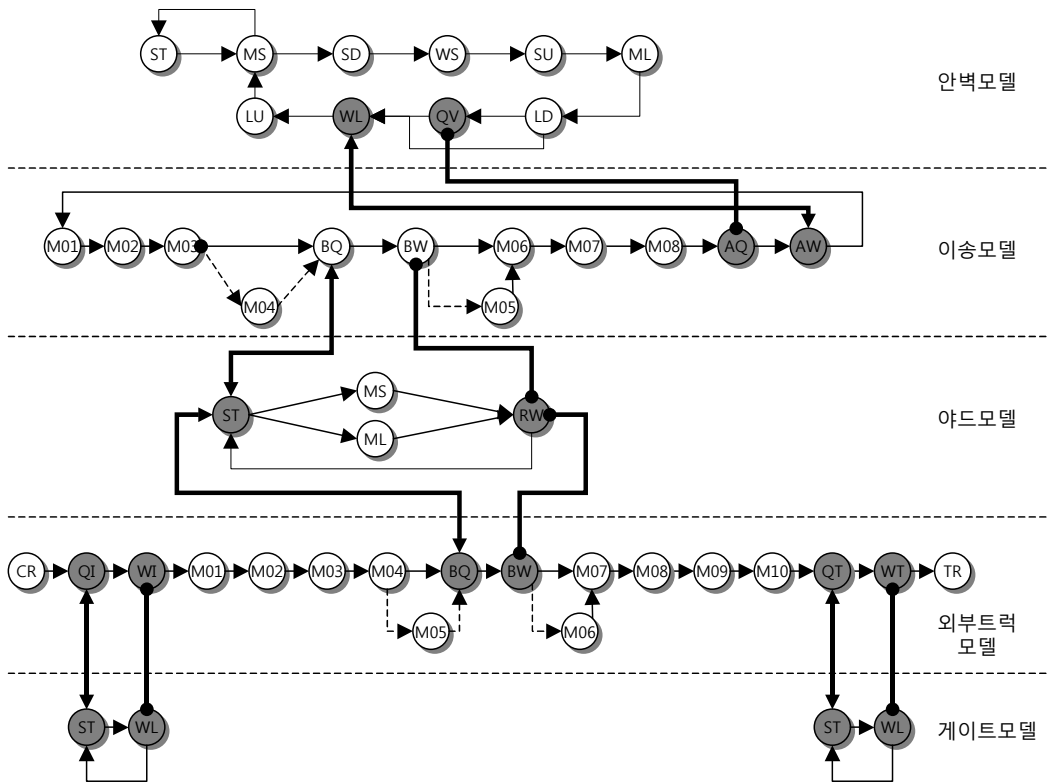 ST MS SD WS SU ML
안벽모델
LU WL QV LD
M01 M02 M03 BQ BW M06 M07 M08 AQ AW
이송모델
M04 M05
MS
ST RW
야드모델
ML
CR QI WI M01 M02 M03 M04 BQ BW M07 M08 M09 M10 QT WT TR
M05 M06
외부트럭
모델
ST WL ST WL
게이트모델